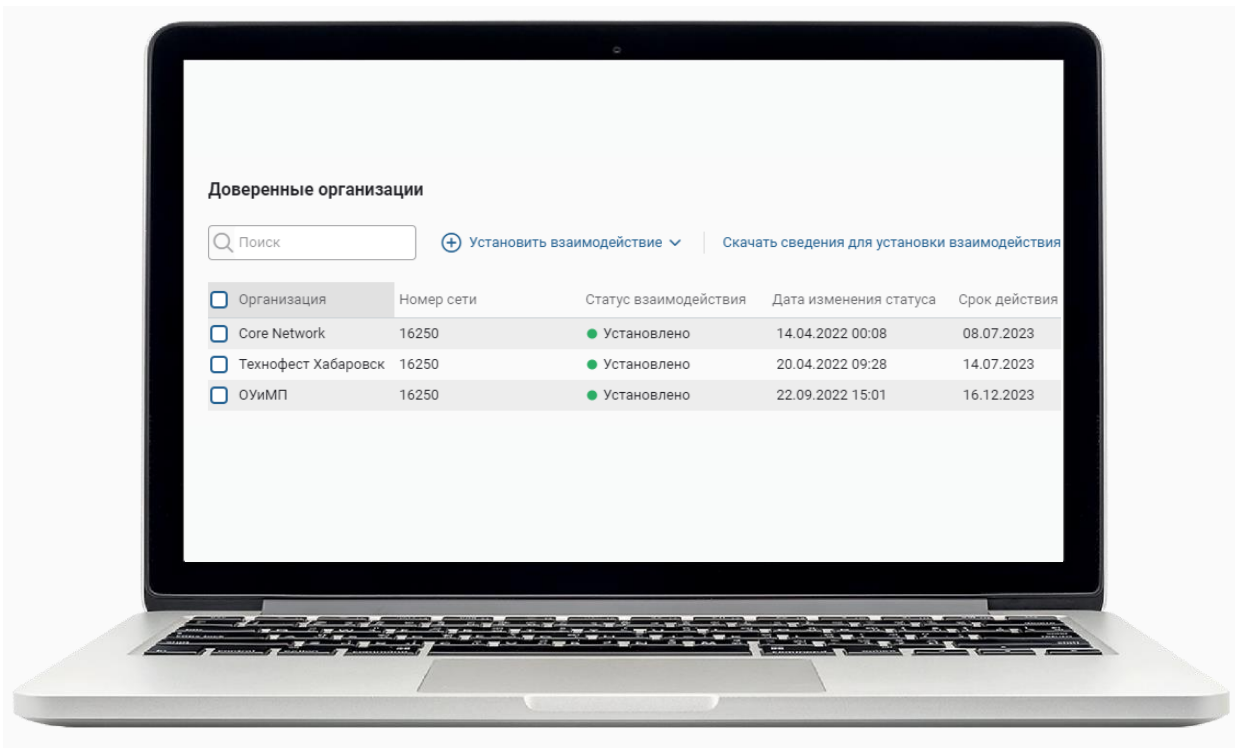 Доверенные организации
Поиск
Установить взаимодействие
Скачать сведения для установки взаимодействия
Организация Номер сети Статус взаимодействия Дата изменения статуса Срок действия
Core Network 16250 Установлено 14.04.2022 00:08 08.07.2023
Технофест Хабаровск 16250 Установлено 20.04.2022 09:28 14.07.2023
ОУиМП 16250 Установлено 22.09.2022 15:01 16.12.2023